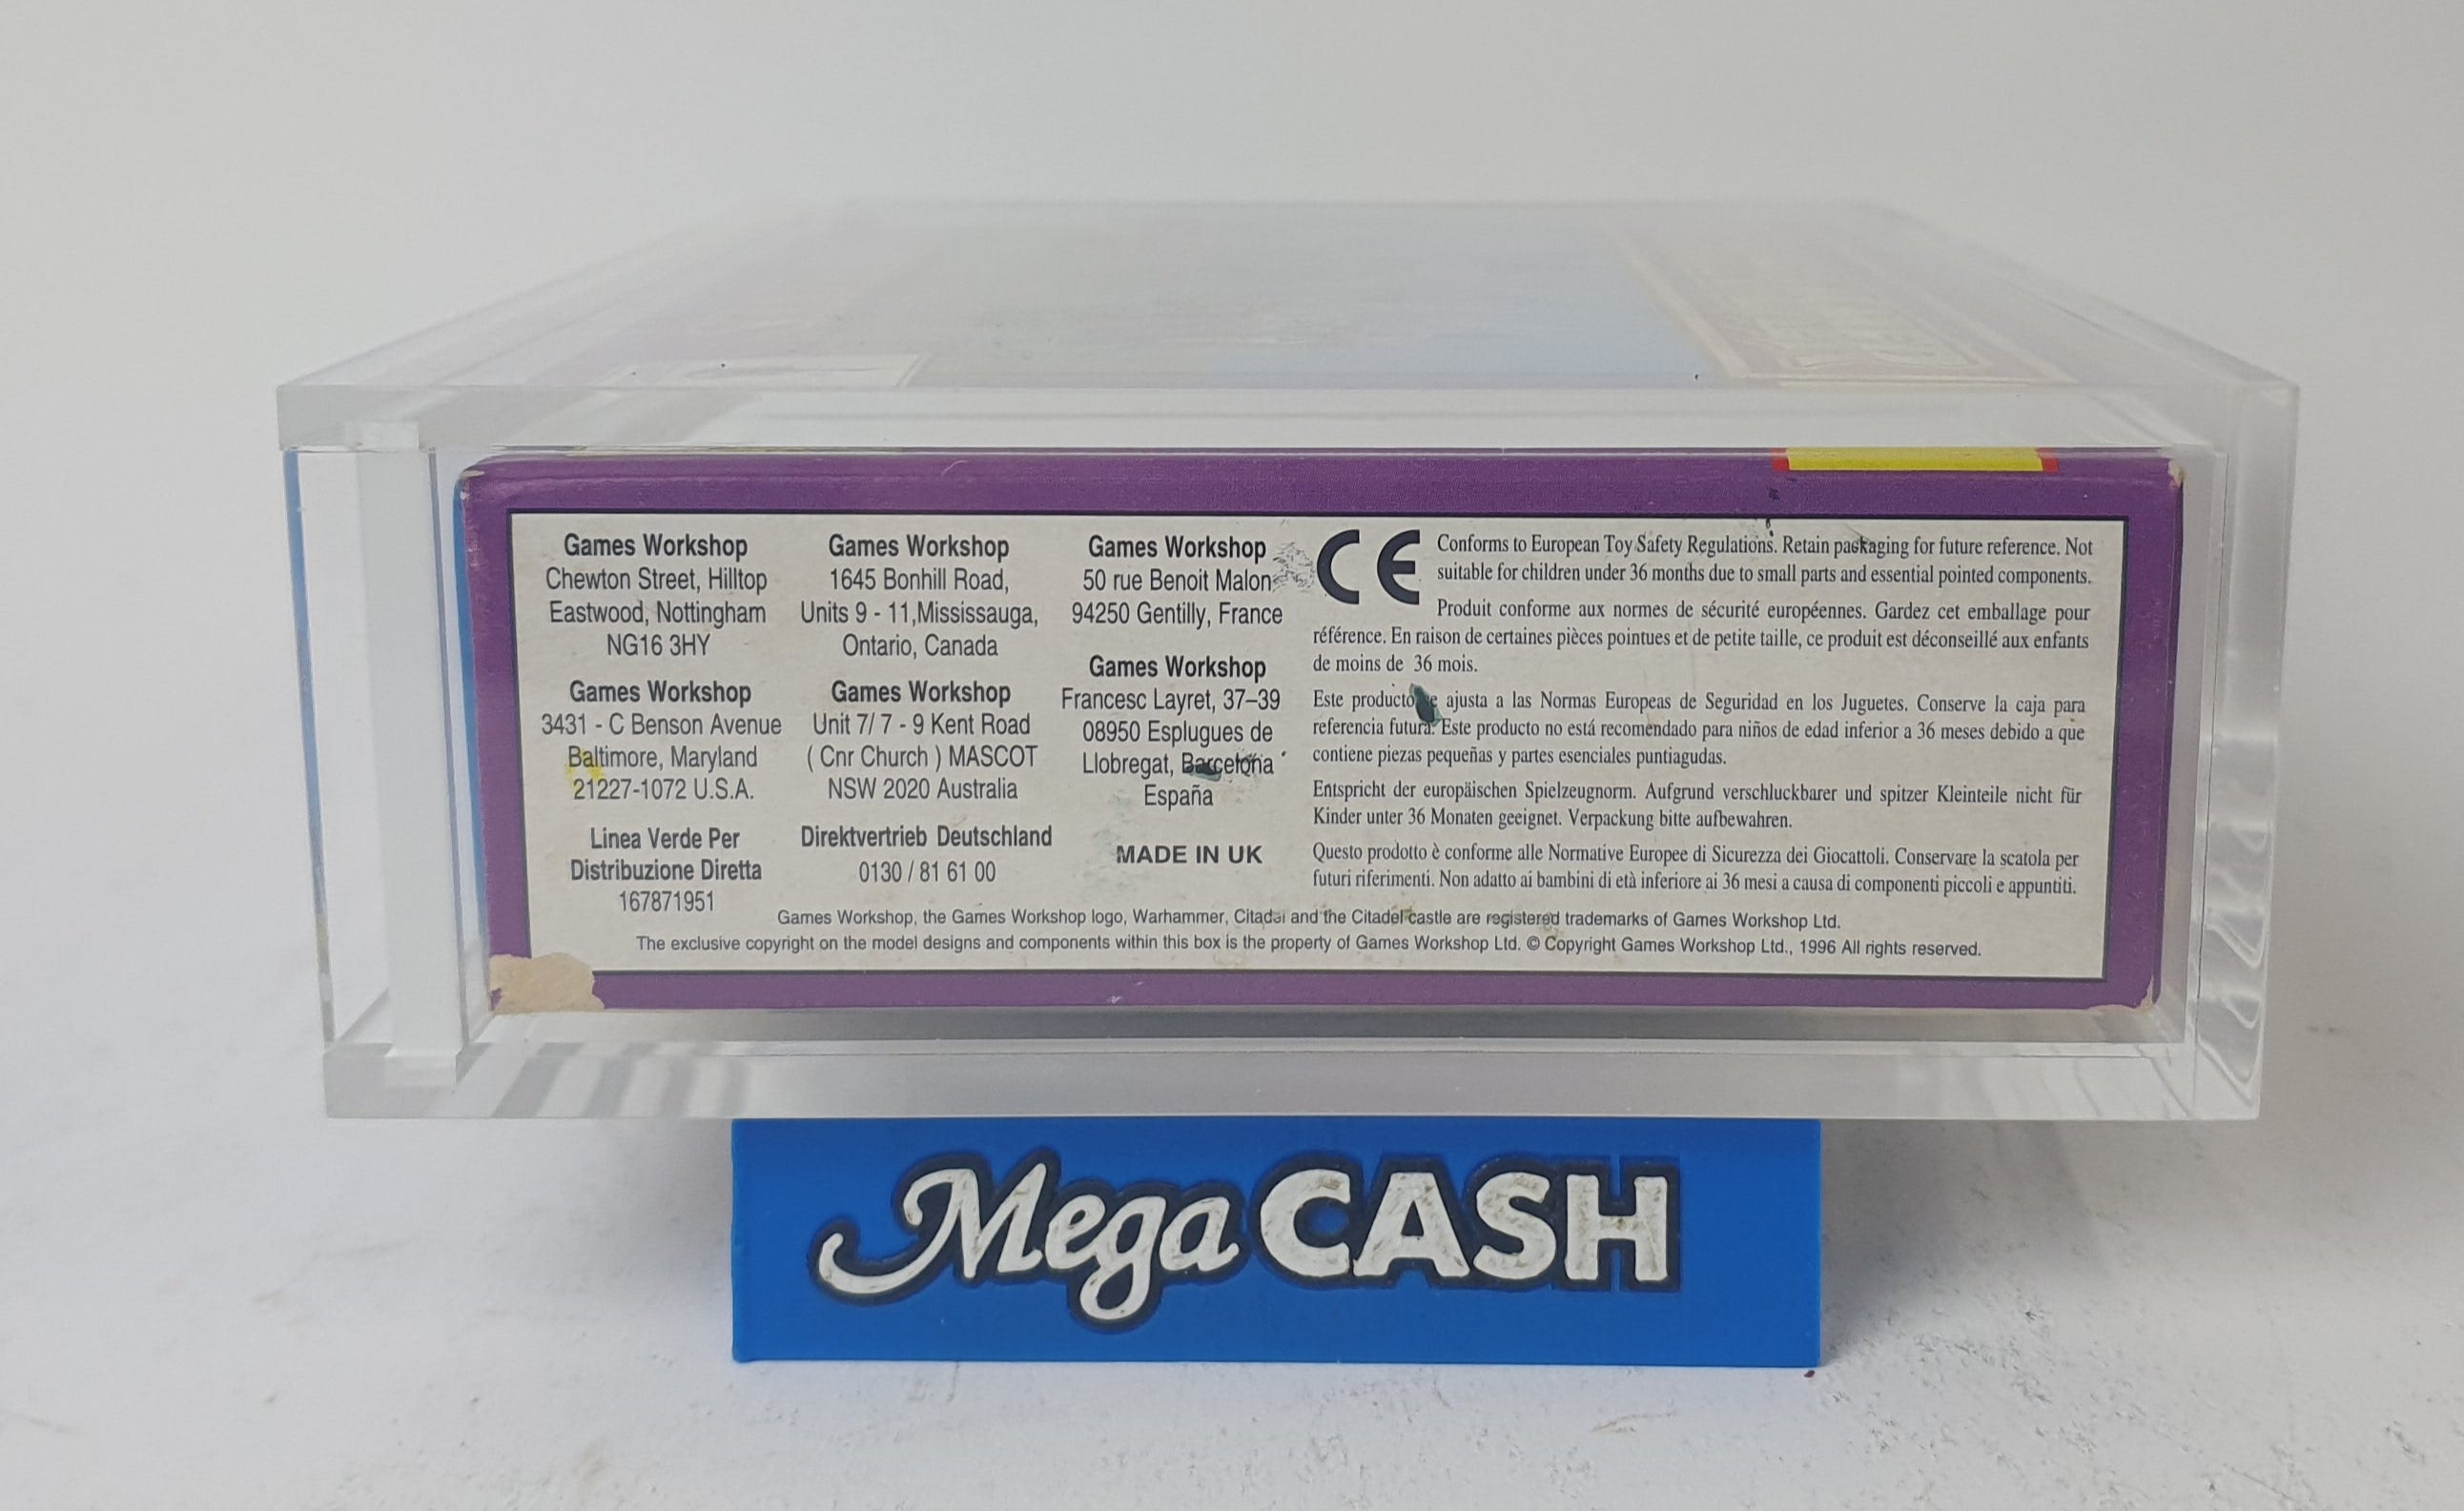 Games Workshop
Chewton Street, Hilltop
Eastwood, Nottingham
NG16 3HY
Games Workshop
3431 - C Benson Avenue
Baltimore, Maryland
21227-1072 U.S.A.
Linea Verde Per
Distribuzione Diretta
167871951
Games Workshop
1645 Bonhill Road,
Units 9 - 11,Mississauga,
Ontario, Canada
Games Workshop
Unit 7/ 7 - 9 Kent Road
( Cnr Church ) MASCOT
NSW 2020 Australia
Direktvertrieb Deutschland
0130 / 81 61 00
Games Workshop
50 rue Benoit Malon
94250 Gentilly, France
Games Workshop
Francesc Layret, 37–39
08950 Esplugues de
Llobregat, Barcelona
España
MADE IN UK
CE
Conforms to European Toy Safety Regulations. Retain packaging for future reference. Not
suitable for children under 36 months due to small parts and essential pointed components.
Produit conforme aux normes de sécurité européennes. Gardez cet emballage pour
référence. En raison de certaines pièces pointues et de petite taille, ce produit est déconseillé aux enfants
de moins de 36 mois.
Este producto se ajusta a las Normas Europeas de Seguridad en los Juguetes. Conserve la caja para
referencia futura. Este producto no está recomendado para niños de edad inferior a 36 meses debido a que
contiene piezas pequeñas y partes esenciales puntiagudas.
Entspricht der europäischen Spielzeugnorm. Aufgrund verschluckbarer und spitzer Kleinteile nicht für
Kinder unter 36 Monaten geeignet. Verpackung bitte aufbewahren.
Questo prodotto è conforme alle Normative Europee di Sicurezza dei Giocattoli. Conservare la scatola per
futuri riferimenti. Non adatto ai bambini di età inferiore ai 36 mesi a causa di componenti piccoli e appuntiti.
Games Workshop, the Games Workshop logo, Warhammer, Citadel and the Citadel castle are registered trademarks of Games Workshop Ltd.
The exclusive copyright on the model designs and components within this box is the property of Games Workshop Ltd. © Copyright Games Workshop Ltd., 1996 All rights reserved.
Mega CASH